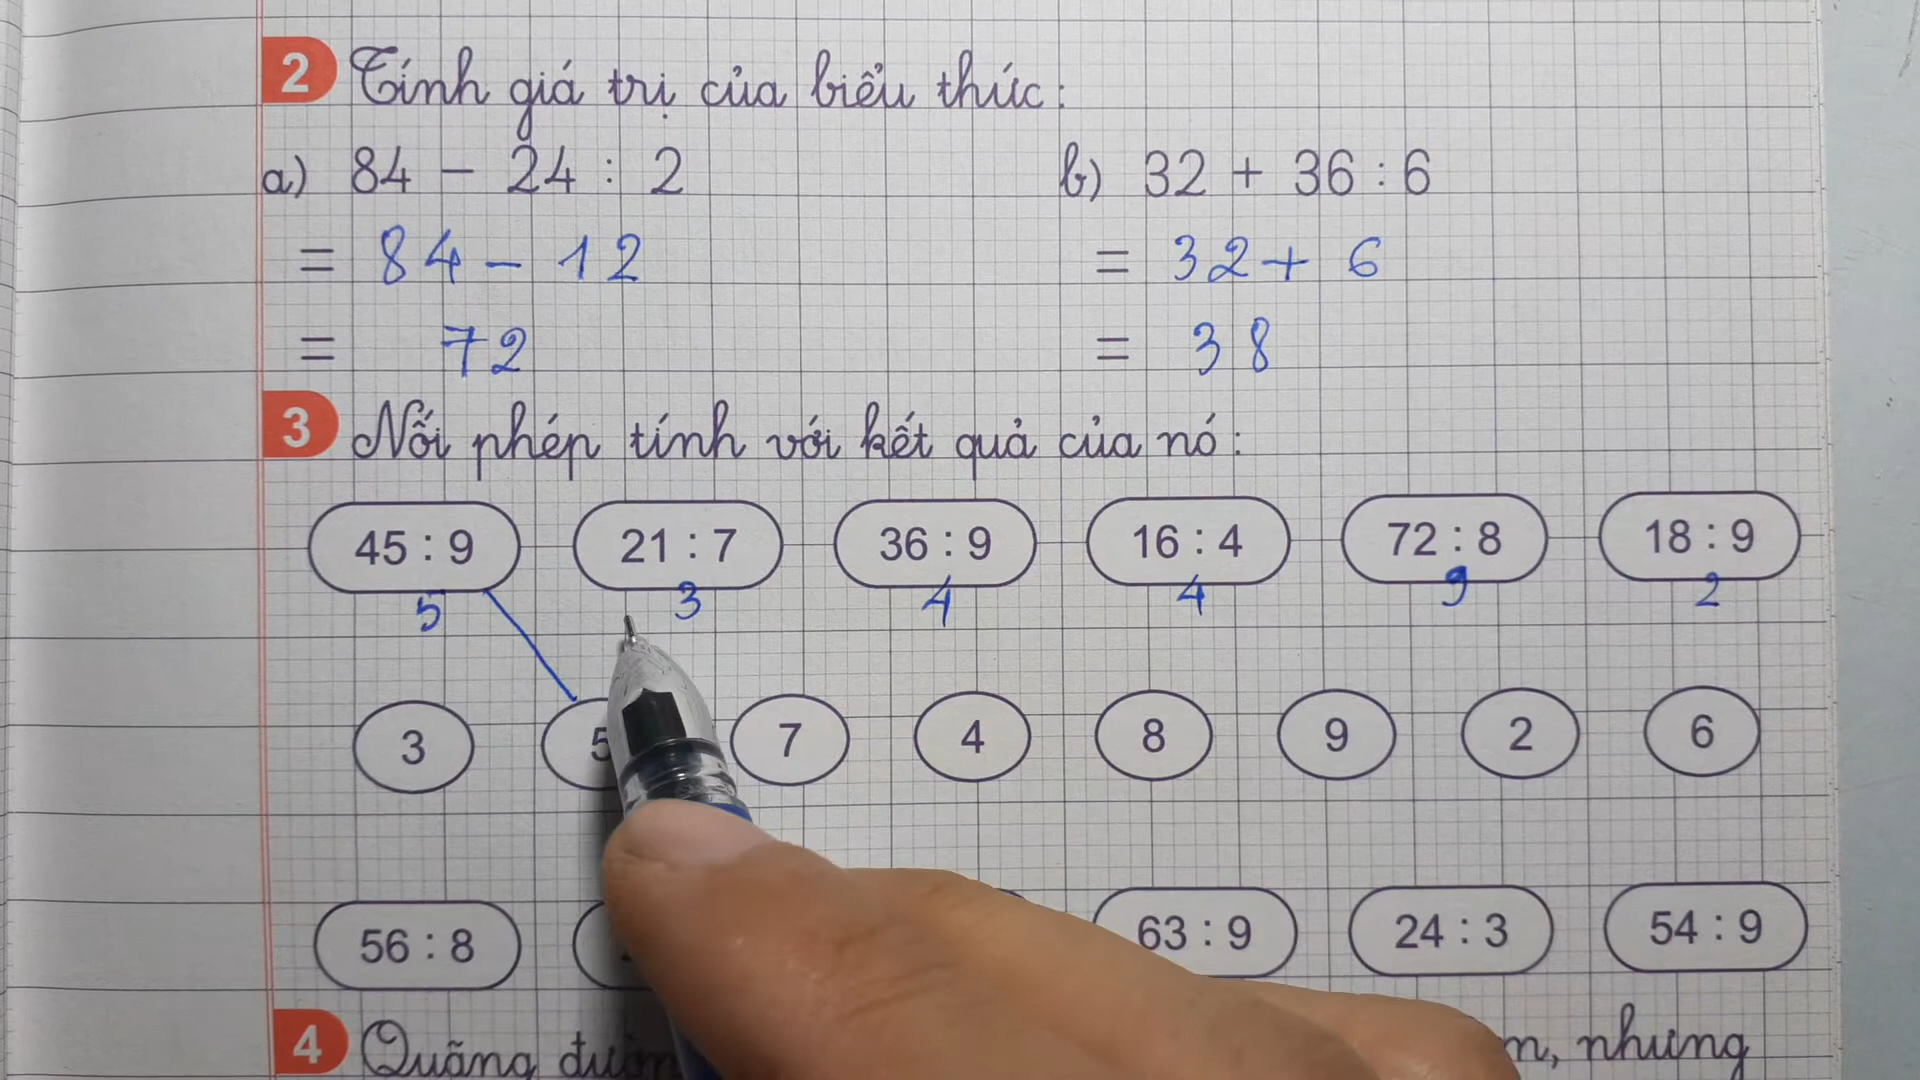 2 Tính giá trị của biểu thức:
a) 84 - 24 : 2 b) 32 + 36 : 6
= 84 - 12 = 32 + 6
= 72 = 38
3 Nối phép tính với kết quả của nó:
45 : 9 21 : 7 36 : 9 16 : 4 72 : 8 18 : 9
5 3 4 4 9 2
3 5 7 4 8 9 2 6
56 : 8 63 : 9 24 : 3 54 : 9
4 Quãng nhưng